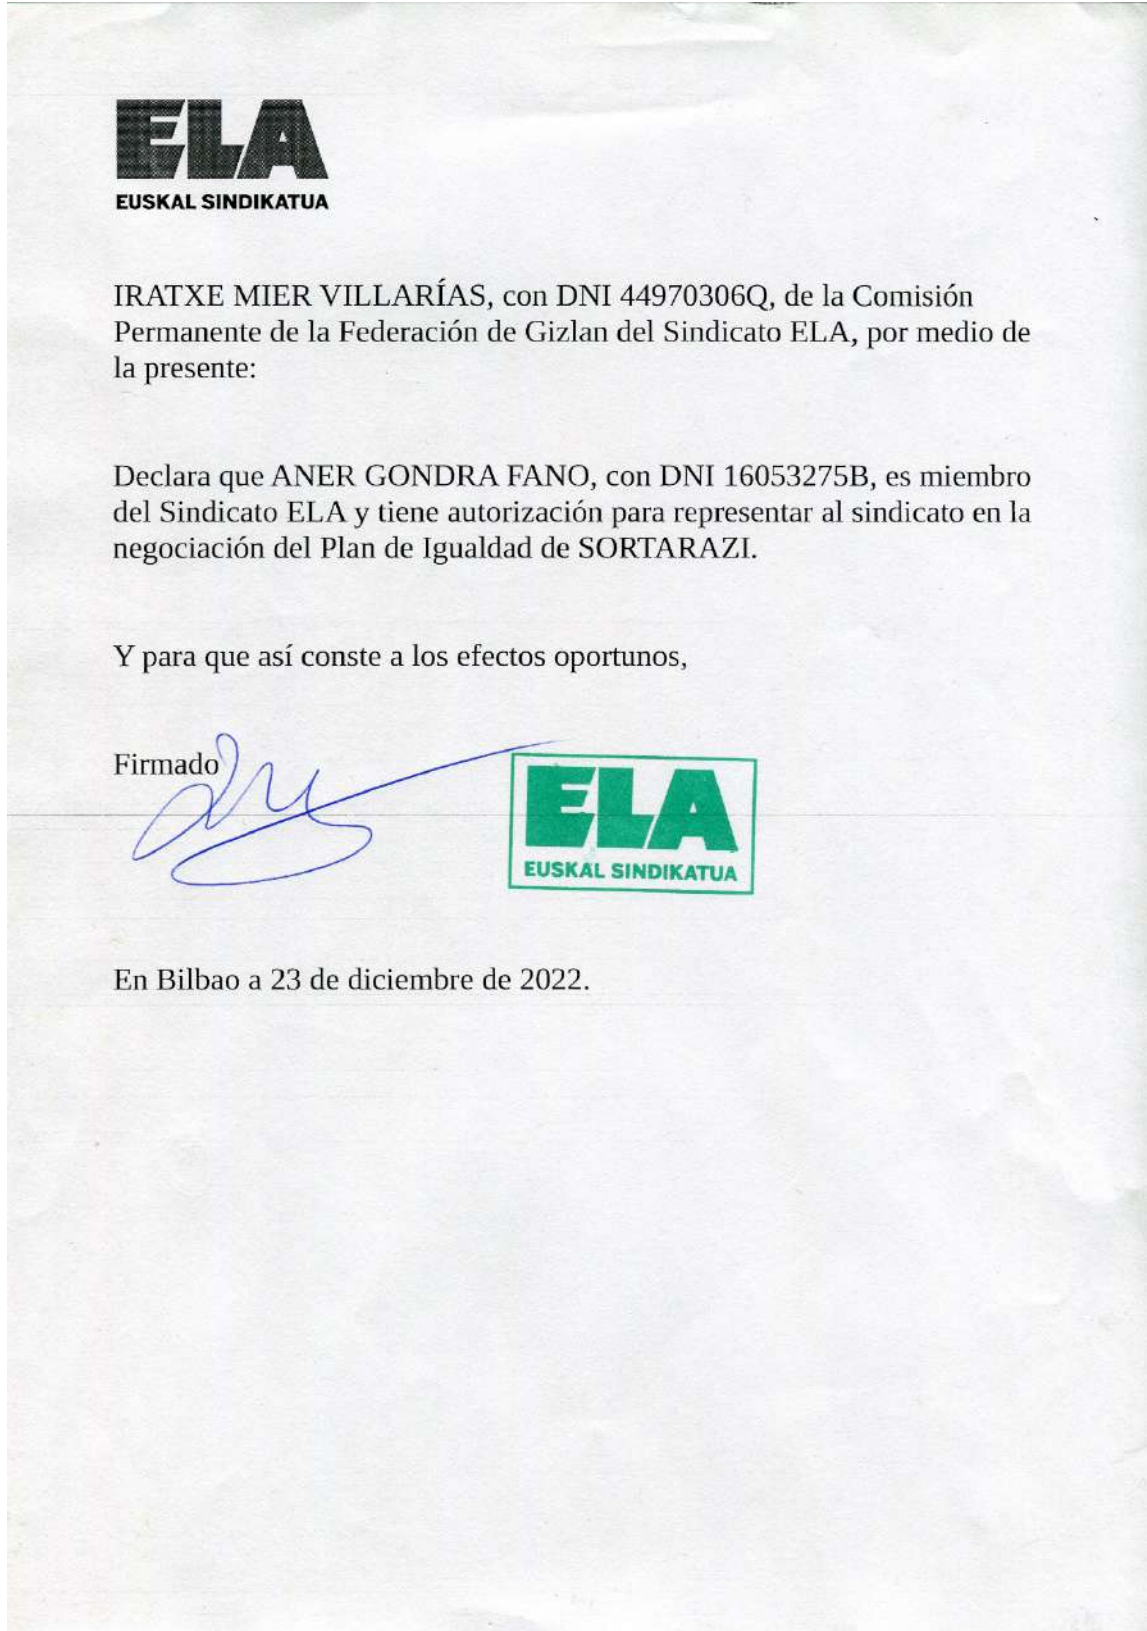 ELA
EUSKAL SINDIKATUA
IRATXE MIER VILLARÍAS, con DNI 44970306Q, de la Comisión
Permanente de la Federación de Gizlan del Sindicato ELA, por medio de
la presente:
Declara que ANER GONDRA FANO, con DNI 16053275B, es miembro
del Sindicato ELA y tiene autorización para representar al sindicato en la
negociación del Plan de Igualdad de SORTARAZI.
Y para que así conste a los efectos oportunos,
Firmado
ELA
EUSKAL SINDIKATUA
En Bilbao a 23 de diciembre de 2022.